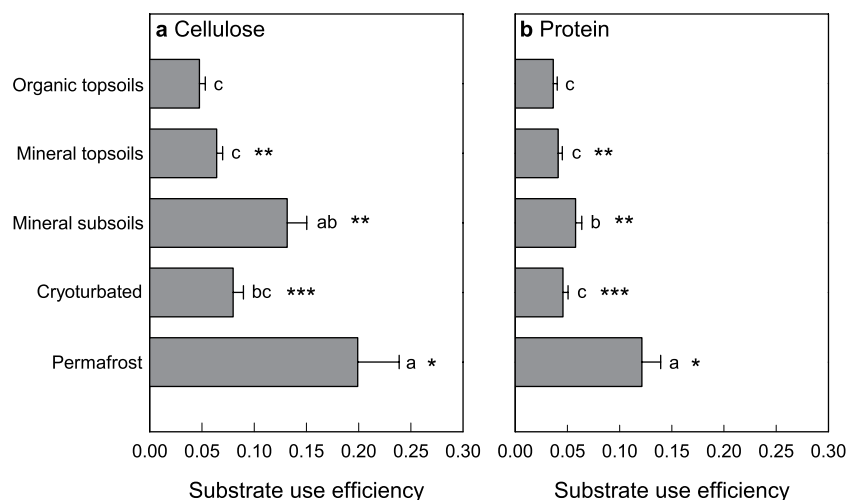 a Cellulose
b Protein
Organic topsoils
c
c
Mineral topsoils
c **
c **
Mineral subsoils
ab **
b **
Cryoturbated
bc ***
c ***
Permafrost
a *
a *
0.00 0.05 0.10 0.15 0.20 0.25 0.30
0.00 0.05 0.10 0.15 0.20 0.25 0.30
Substrate use efficiency
Substrate use efficiency